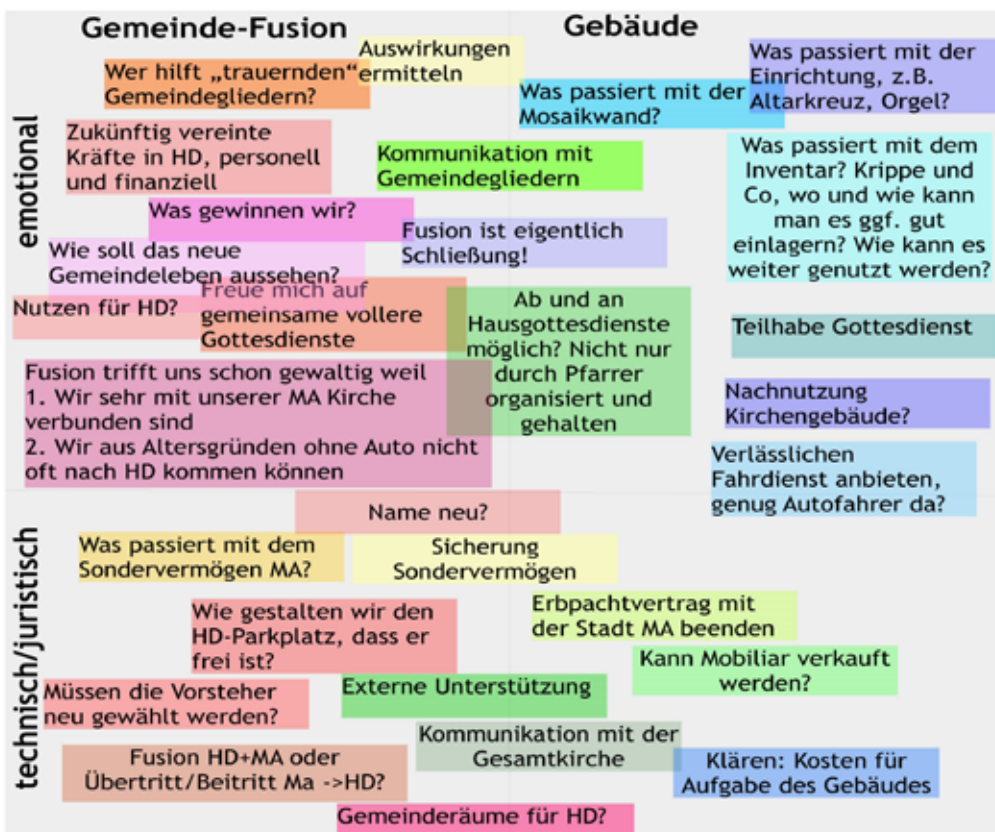 Gemeinde-Fusion
Gebäude
emotional
Auswirkungen
ermitteln
Wer hilft „trauernden“
Gemeindegliedern?
Was passiert mit der
Mosaikwand?
Was passiert mit der
Einrichtung, z.B.
Altarkreuz, Orgel?
Zukünftig vereinte
Kräfte in HD, personell
und finanziell
Kommunikation mit
Gemeindegliedern
Was passiert mit dem
Inventar? Krippe und
Co, wo und wie kann
man es ggf. gut
einlagern? Wie kann es
weiter genutzt werden?
Was gewinnen wir?
Fusion ist eigentlich
Schließung!
Wie soll das neue
Gemeindeleben aussehen?
Nutzen für HD?
Freue mich auf
gemeinsame vollere
Gottesdienste
Ab und an
Hausgottesdienste
möglich? Nicht nur
durch Pfarrer
organisiert und
gehalten
Teilhabe Gottesdienst
Fusion trifft uns schon gewaltig weil
1. Wir sehr mit unserer MA Kirche
verbunden sind
2. Wir aus Altersgründen ohne Auto nicht
oft nach HD kommen können
Nachnutzung
Kirchengebäude?
Verlässlichen
Fahrdienst anbieten,
genug Autofahrer da?
technisch/juristisch
Name neu?
Was passiert mit dem
Sondervermögen MA?
Sicherung
Sondervermögen
Wie gestalten wir den
HD-Parkplatz, dass er
frei ist?
Erbpachtvertrag mit
der Stadt MA beenden
Kann Mobiliar verkauft
werden?
Müssen die Vorsteher
neu gewählt werden?
Externe Unterstützung
Kommunikation mit der
Gesamtkirche
Fusion HD+MA oder
Übertritt/Beitritt Ma ->HD?
Klären: Kosten für
Aufgabe des Gebäudes
Gemeinderäume für HD?